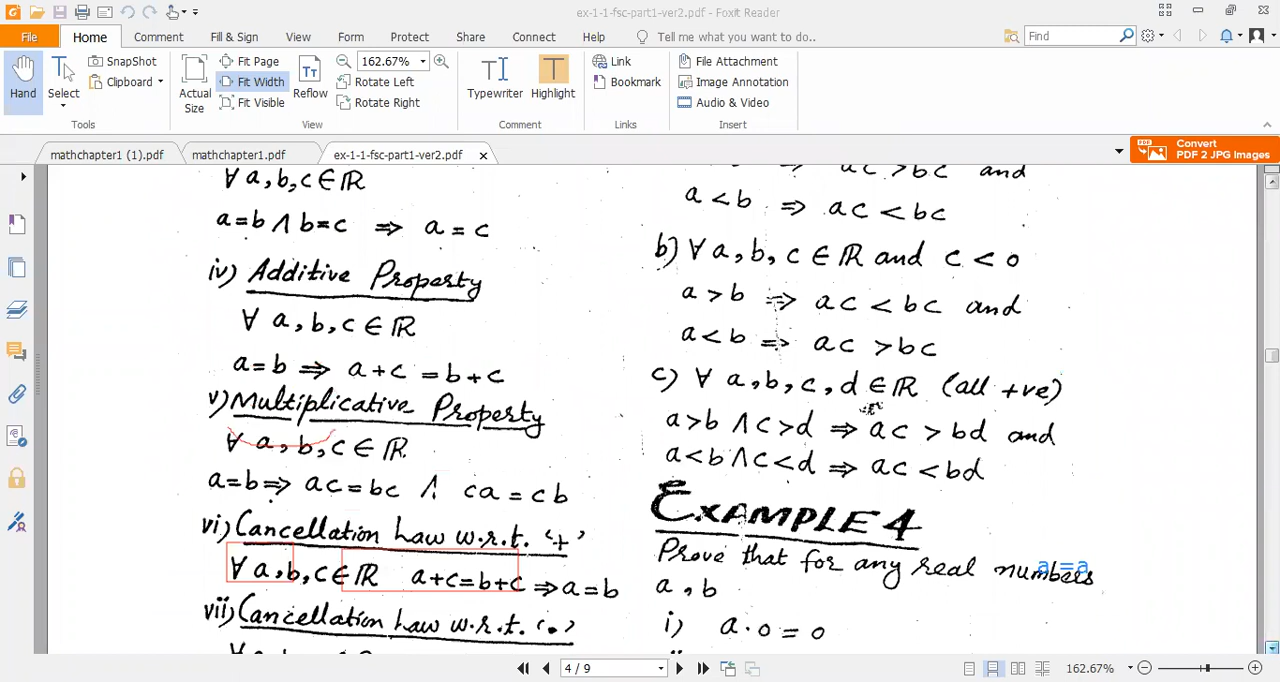 ex-1-1-fsc-part1-ver2.pdf - Foxit Reader
File Home Comment Fill & Sign View Form Protect Share Connect Help Tell me what you want to do.. Find
Hand
Select
SnapShot
Clipboard
Actual Size
Fit Page
Fit Width
Fit Visible
Reflow
162.67%
Rotate Left
Rotate Right
Typewriter
Highlight
Link
Bookmark
File Attachment
Image Annotation
Audio & Video
Tools View Comment Links Insert
mathchapter1 (1).pdf mathchapter1.pdf ex-1-1-fsc-part1-ver2.pdf
Convert
PDF 2 JPG Images
∀ a,b,c ∈ ℝ
a=b ∧ b=c ⇒ a = c
iv) Additive Property
∀ a,b,c ∈ ℝ
a=b ⇒ a+c = b+c
v) Multiplicative Property
∀ a,b,c ∈ ℝ
a=b ⇒ ac=bc ∧ ca=cb
vi) Cancellation Law w.r.t. '+'
∀ a,b,c ∈ ℝ a+c=b+c ⇒ a=b
vii) Cancellation Law w.r.t. '.'
⇒ ac > bc and
a < b ⇒ ac < bc
b) ∀ a,b,c ∈ ℝ and c < 0
a > b ⇒ ac < bc and
a < b ⇒ ac > bc
c) ∀ a,b,c,d ∈ ℝ (all +ve)
a>b ∧ c>d ⇒ ac > bd and
a<b ∧ c<d ⇒ ac < bd
EXAMPLE 4
Prove that for any real numbers
a =a
a, b
i) a.0 = 0
4 / 9
162.67%